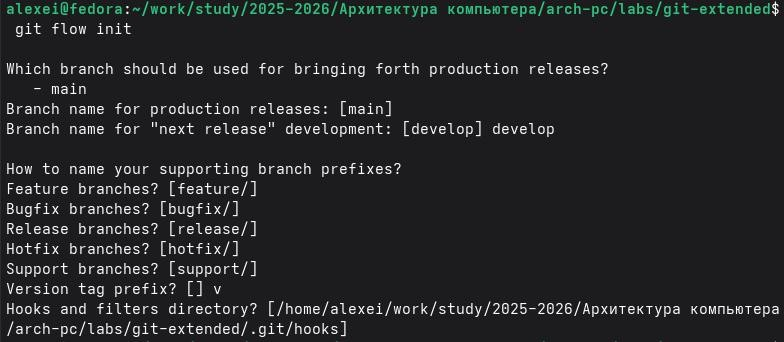 alexei@fedora:~/work/study/2025-2026/Архитектура компьютера/arch-pc/labs/git-extended$
git flow init
Which branch should be used for bringing forth production releases?
- main
Branch name for production releases: [main]
Branch name for "next release" development: [develop] develop
How to name your supporting branch prefixes?
Feature branches? [feature/]
Bugfix branches? [bugfix/]
Release branches? [release/]
Hotfix branches? [hotfix/]
Support branches? [support/]
Version tag prefix? [] v
Hooks and filters directory? [/home/alexei/work/study/2025-2026/Архитектура компьютера
/arch-pc/labs/git-extended/.git/hooks]